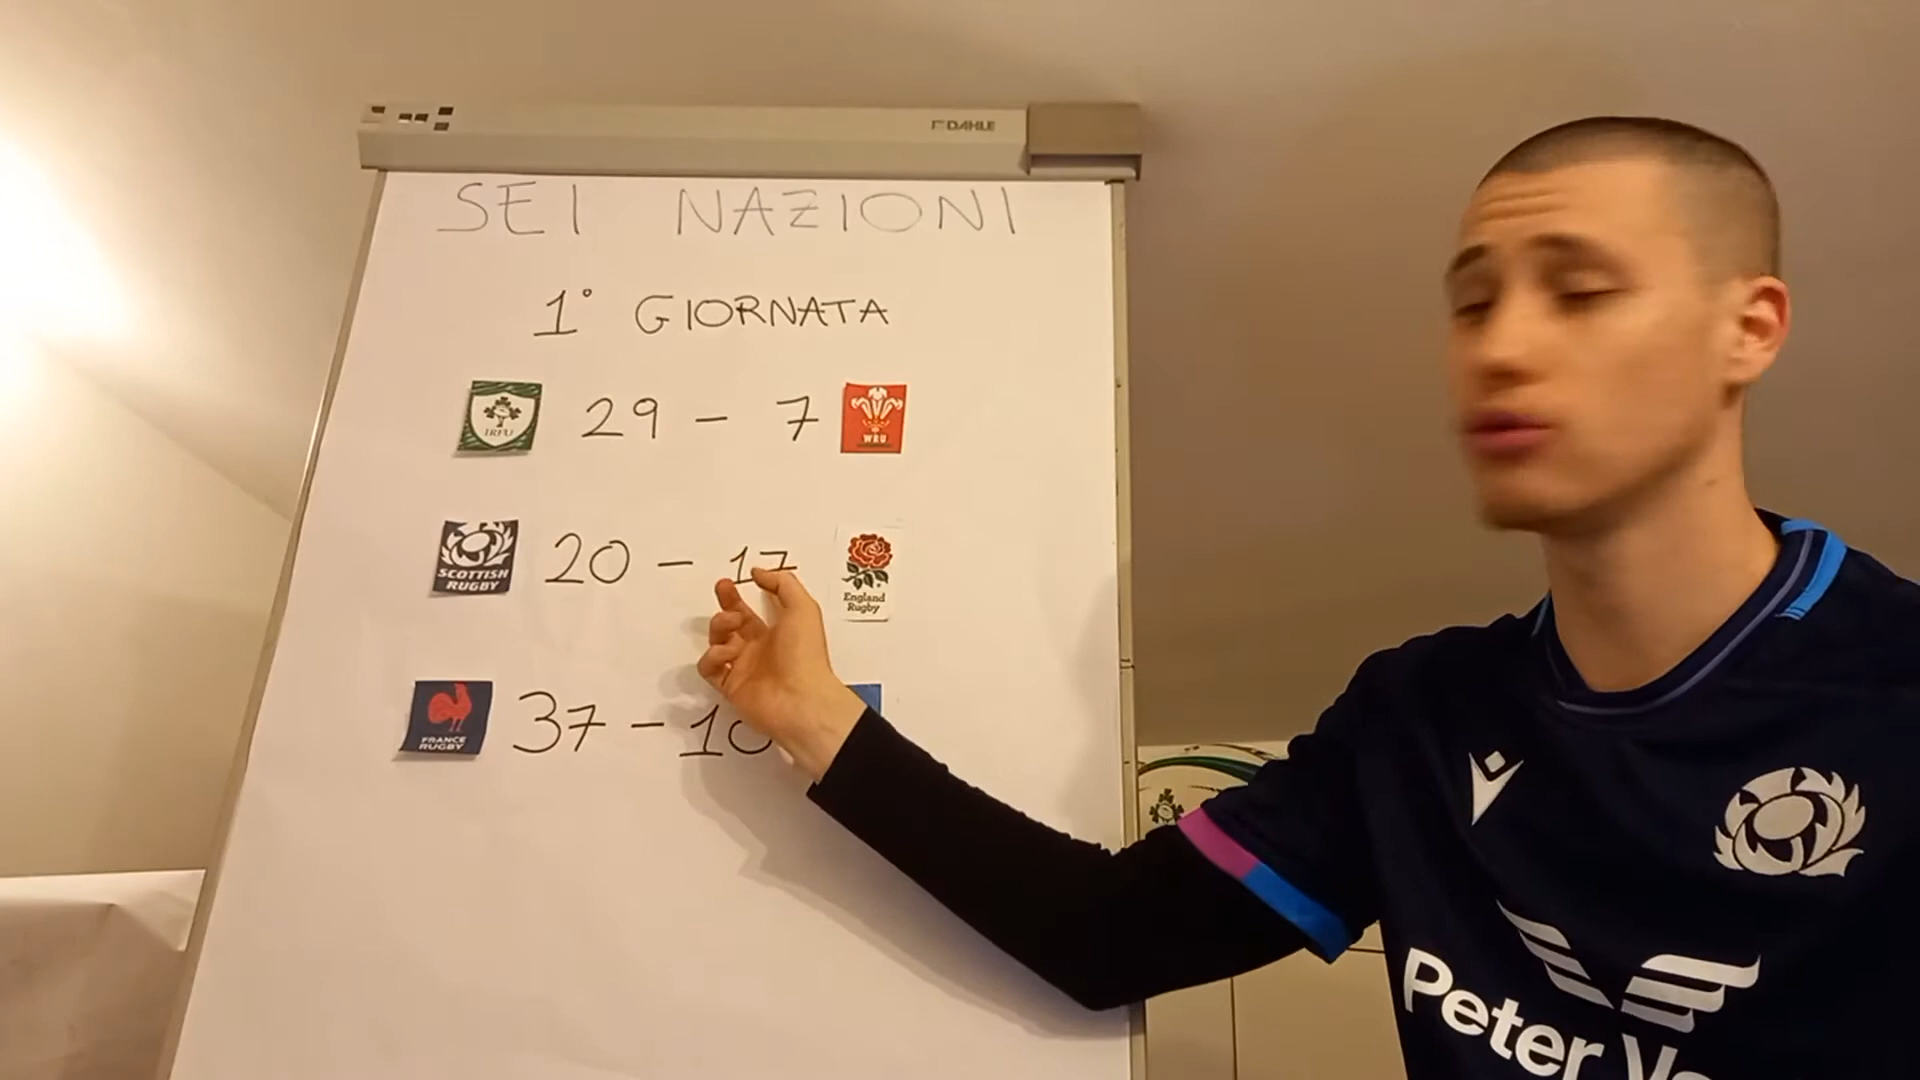 DAHLE
SEI NAZIONI
1° GIORNATA
IRFU 29 - 7 WRU
SCOTTISH RUGBY 20 - 17 England Rugby
FRANCE RUGBY 37 - 10
Peter